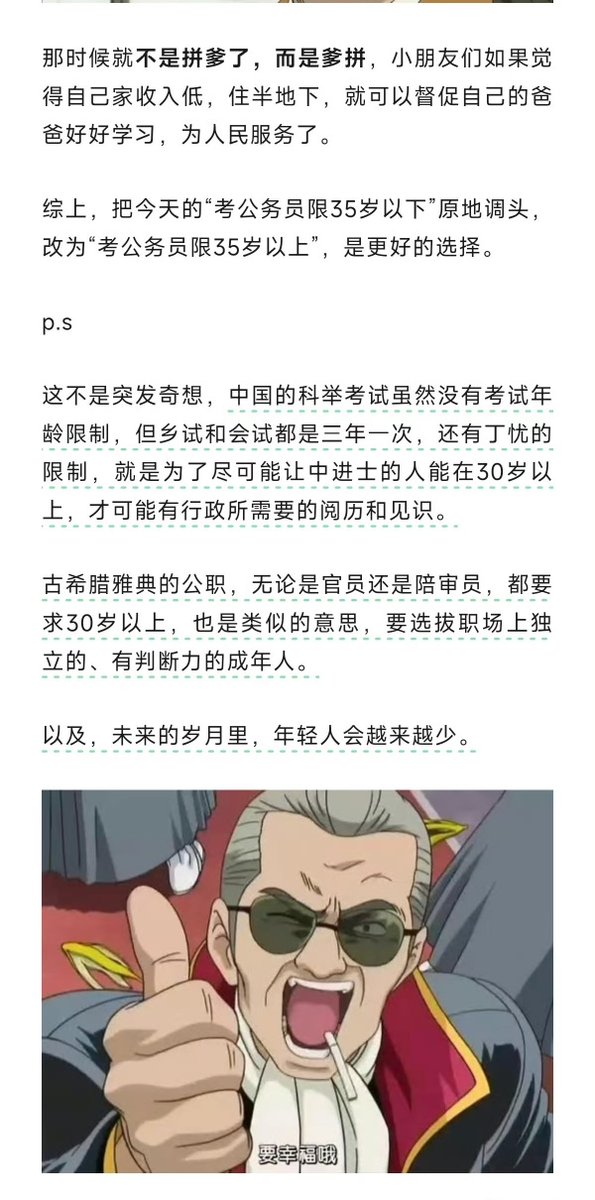 那时候就不是拼爹了，而是爹拼，小朋友们如果觉
得自己家收入低，住半地下，就可以督促自己的爸
爸好好学习，为人民服务了。
综上，把今天的“考公务员限35岁以下”原地调头，
改为“考公务员限35岁以上”，是更好的选择。
p.s
这不是突发奇想，中国的科举考试虽然没有考试年
龄限制，但乡试和会试都是三年一次，还有丁忧的
限制，就是为了尽可能让中进士的人能在30岁以
上，才可能有行政所需要的阅历和见识。
古希腊雅典的公职，无论是官员还是陪审员，都要
求30岁以上，也是类似的意思，要选拔职场上独
立的、有判断力的成年人。
以及，未来的岁月里，年轻人会越来越少。
要幸福哦